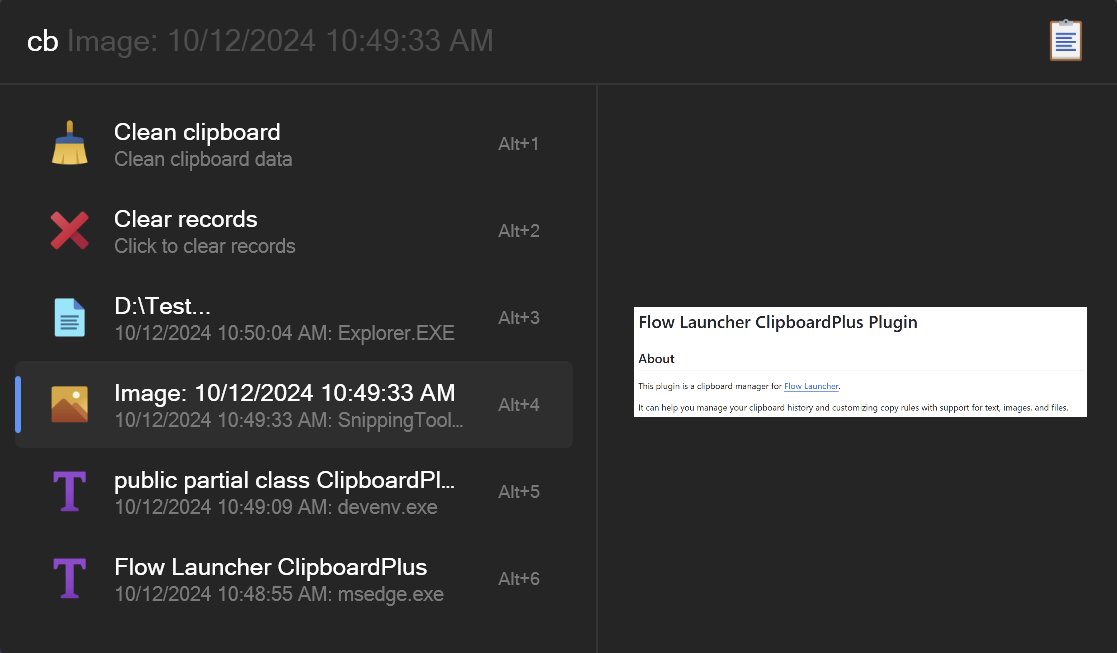 cb Image: 10/12/2024 10:49:33 AM
Clean clipboard
Clean clipboard data
Alt+1
Clear records
Click to clear records
Alt+2
D:\Test...
10/12/2024 10:50:04 AM: Explorer.EXE
Alt+3
Image: 10/12/2024 10:49:33 AM
10/12/2024 10:49:33 AM: SnippingTool...
Alt+4
public partial class ClipboardPl...
10/12/2024 10:49:09 AM: devenv.exe
Alt+5
Flow Launcher ClipboardPlus
10/12/2024 10:48:55 AM: msedge.exe
Alt+6
Flow Launcher ClipboardPlus Plugin
About
This plugin is a clipboard manager for Flow Launcher.
It can help you manage your clipboard history and customizing copy rules with support for text, images, and files.